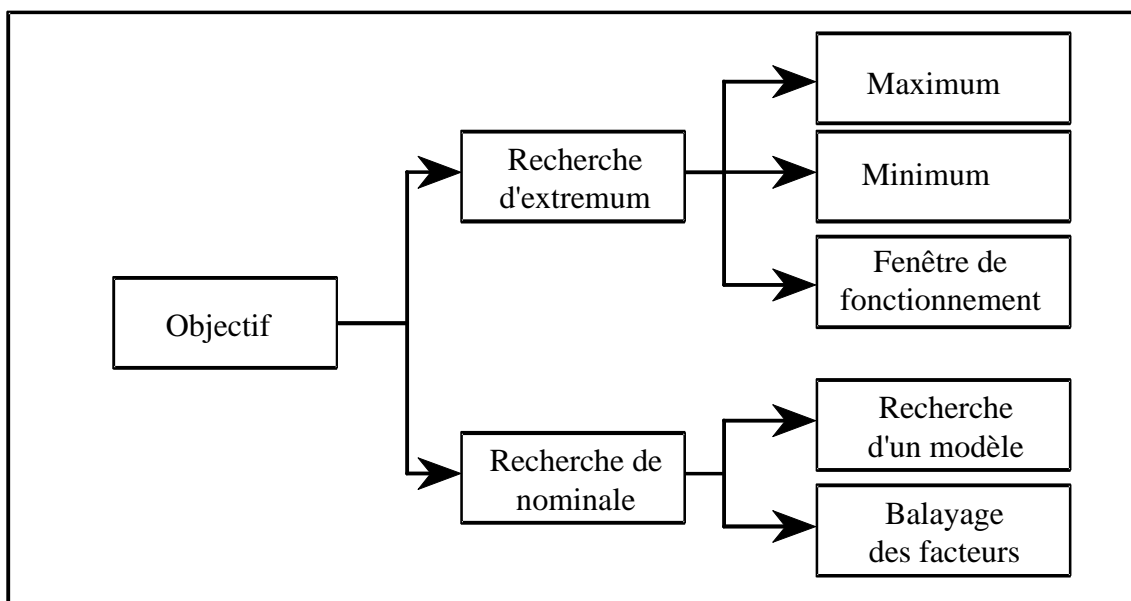 Objectif
Recherche
d'extremum
Maximum
Minimum
Fenêtre de
fonctionnement
Recherche de
nominale
Recherche
d'un modèle
Balayage
des facteurs